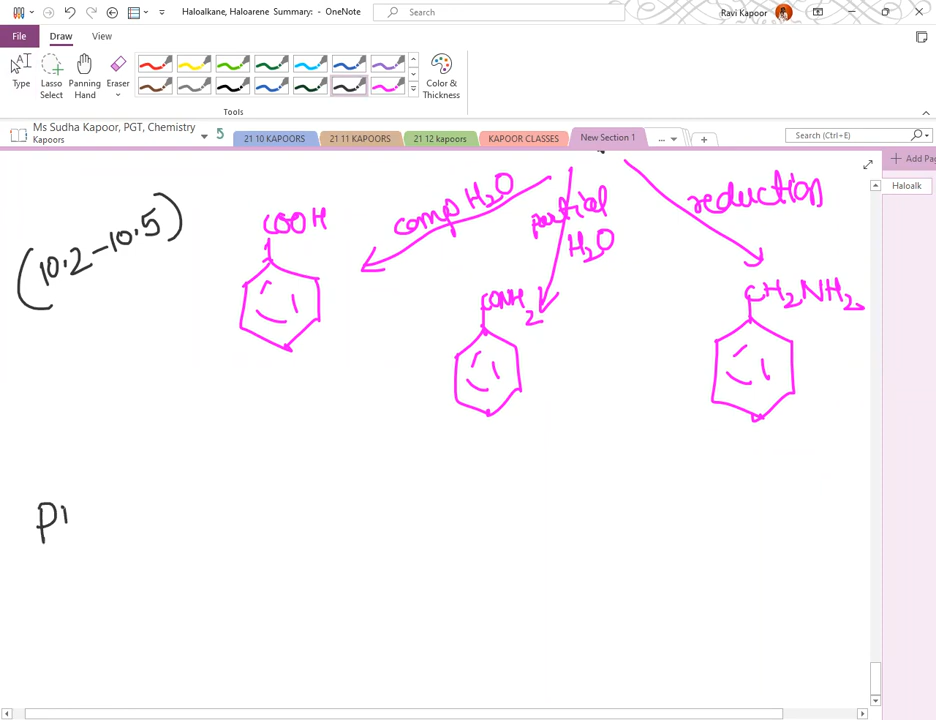 Haloalkane, Haloarene Summary: - OneNote
Search
Ravi Kapoor
File
Draw
View
Type
Lasso Select
Panning Hand
Eraser
Color & Thickness
Tools
Ms Sudha Kapoor, PGT, Chemistry
Kapoors
21 10 KAPOORS
21 11 KAPOORS
21 12 kapoors
KAPOOR CLASSES
New Section 1
...
Search (Ctrl+E)
Add Pag
Haloalk
(10.2-10.5)
COOH
comp H2O
partial
H2O
reduction
CONH2
CH2NH2